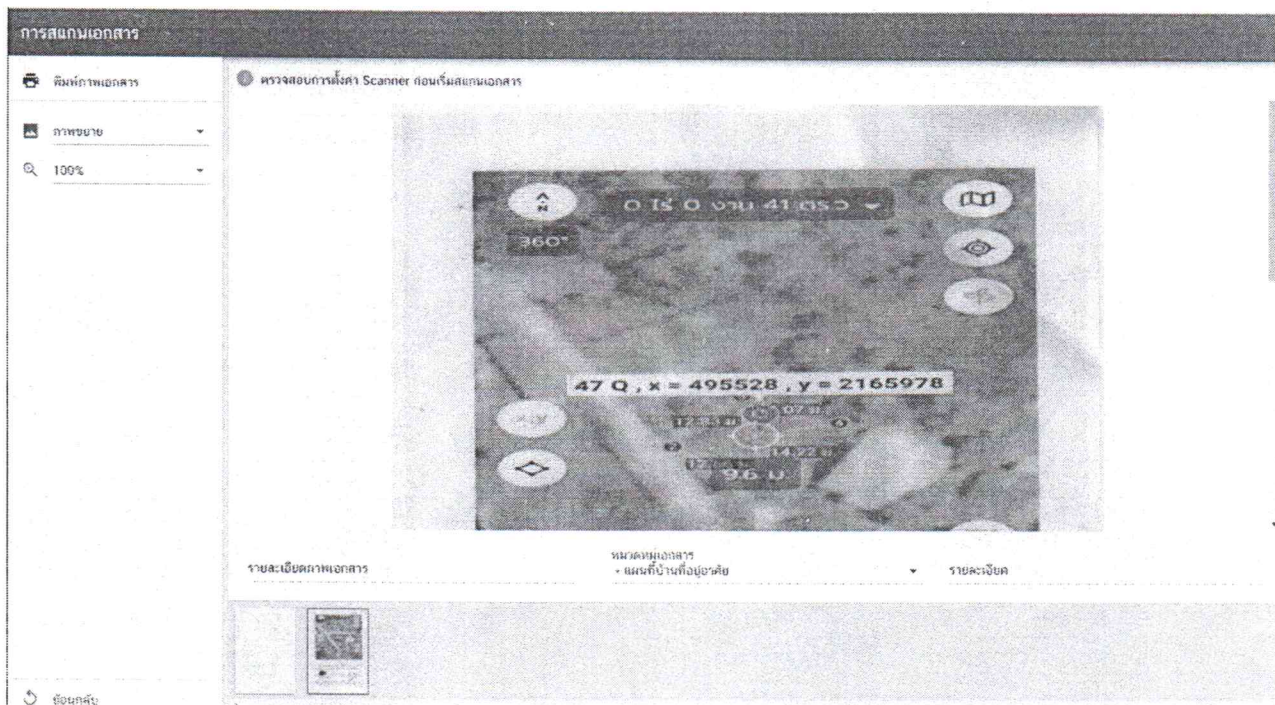 การสแกนเอกสาร
พิมพ์ภาพเอกสาร
ตรวจสอบการตั้งค่า Scanner ก่อนเริ่มสแกนเอกสาร
ภาพขยาย
100%
N
0 ไร่ 0 งาน 41 ตรว
360°
47 Q , x = 495528 , y = 2165978
12.83 ม
14.22 ม
9.6 ม
หมวดหมู่เอกสาร
รายละเอียดภาพเอกสาร
- แผนที่บ้านที่อยู่อาศัย
รายละเอียด
ย้อนกลับ